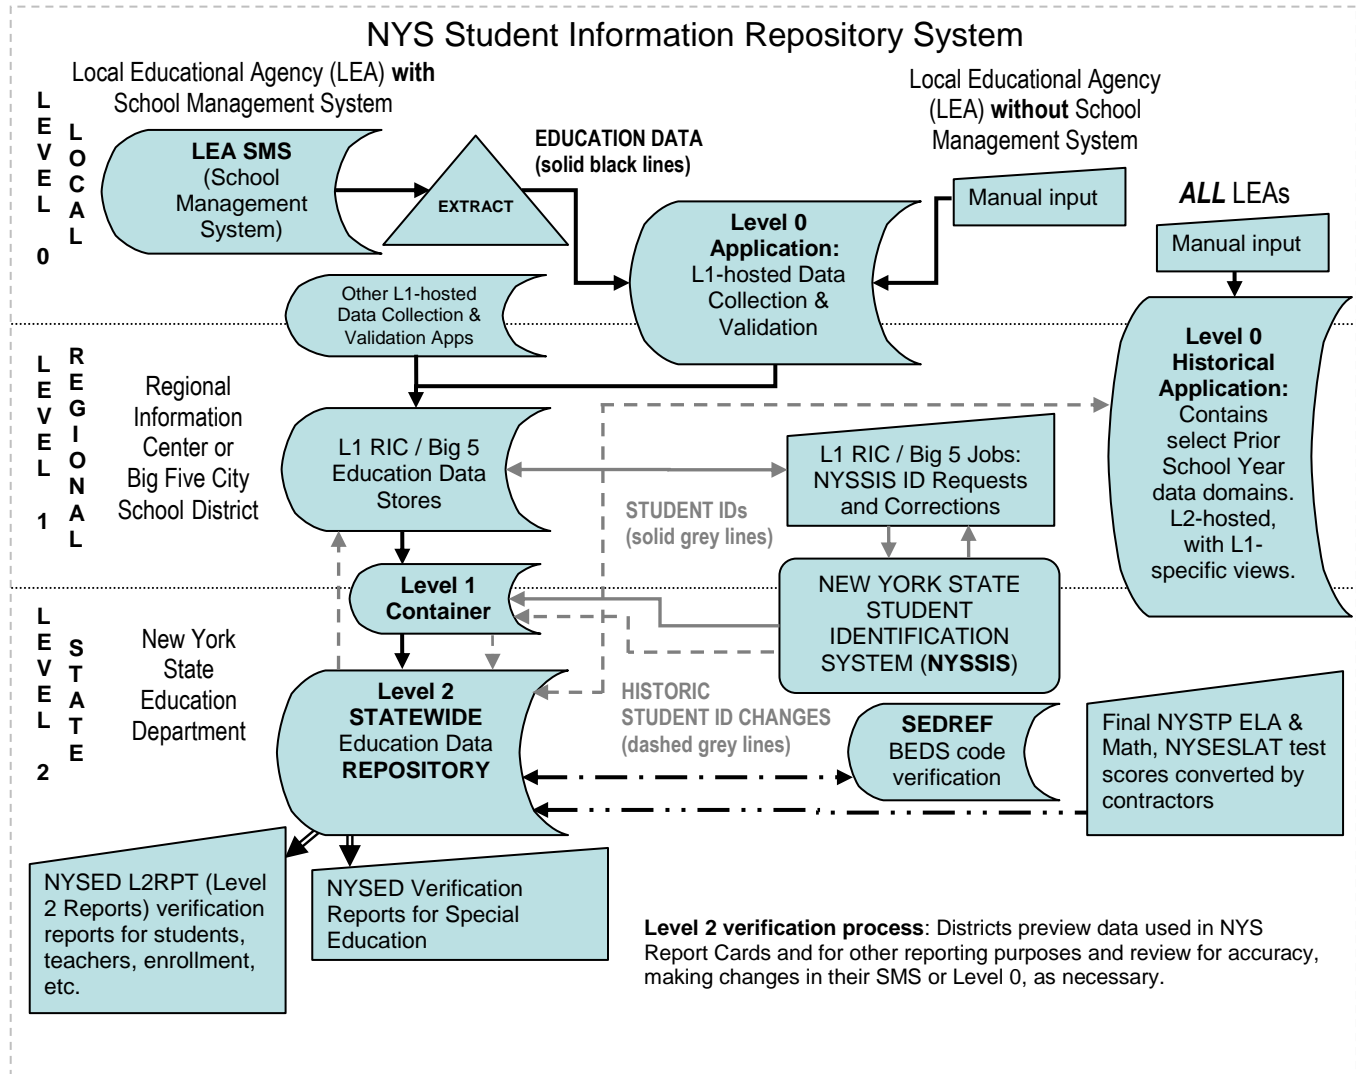 NYS Student Information Repository System
Local Educational Agency (LEA) with
School Management System
Local Educational Agency
(LEA) without School
Management System
LEVEL 0
LOCAL
LEA SMS
(School
Management
System)
EXTRACT
EDUCATION DATA
(solid black lines)
Level 0
Application:
L1-hosted Data
Collection &
Validation
Manual input
ALL LEAs
Manual input
Other L1-hosted
Data Collection &
Validation Apps
Level 0
Historical
Application:
Contains
select Prior
School Year
data domains.
L2-hosted,
with L1-
specific views.
LEVEL 1
REGIONAL
Regional
Information
Center or
Big Five City
School District
L1 RIC / Big 5
Education Data
Stores
STUDENT IDs
(solid grey lines)
L1 RIC / Big 5 Jobs:
NYSSIS ID Requests
and Corrections
Level 1
Container
NEW YORK STATE
STUDENT
IDENTIFICATION
SYSTEM (NYSSIS)
LEVEL 2
STATE
New York
State
Education
Department
Level 2
STATEWIDE
Education Data
REPOSITORY
HISTORIC
STUDENT ID CHANGES
(dashed grey lines)
SEDREF
BEDS code
verification
Final NYSTP ELA &
Math, NYSESLAT test
scores converted by
contractors
NYSED L2RPT (Level
2 Reports) verification
reports for students,
teachers, enrollment,
etc.
NYSED Verification
Reports for Special
Education
Level 2 verification process: Districts preview data used in NYS
Report Cards and for other reporting purposes and review for accuracy,
making changes in their SMS or Level 0, as necessary.